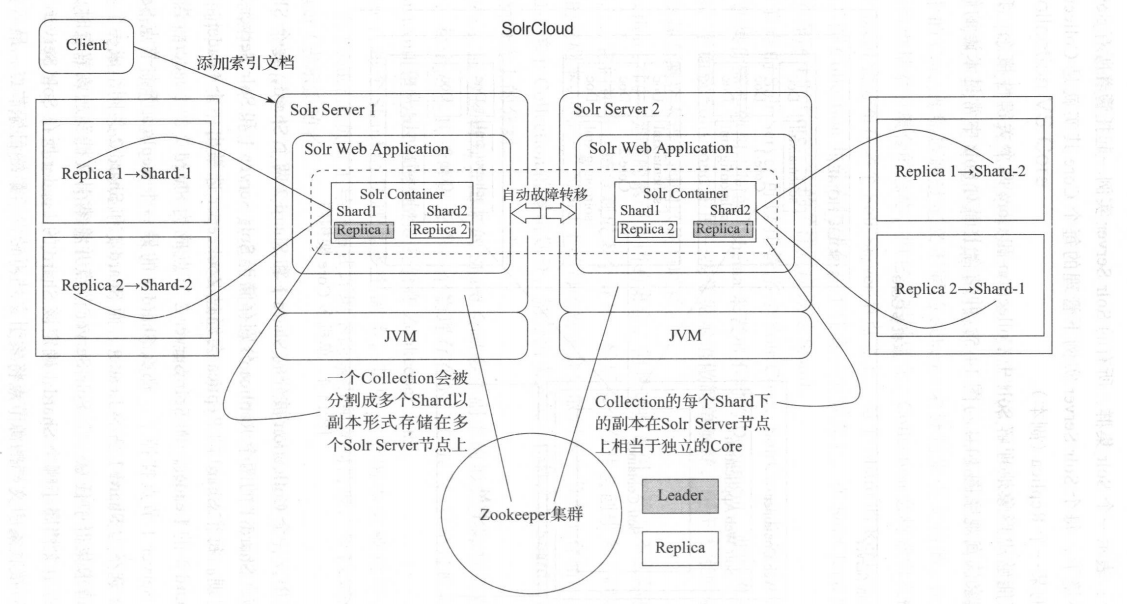 SolrCloud
Client
添加索引文档
Solr Server 1
Solr Server 2
Solr Web Application
Solr Web Application
Replica 1→Shard-1
Replica 2→Shard-2
Solr Container
Shard1 Shard2
Replica 1 Replica 2
自动故障转移
Solr Container
Shard1 Shard2
Replica 2 Replica 1
Replica 1→Shard-2
Replica 2→Shard-1
JVM
JVM
一个Collection会被
分割成多个Shard以
副本形式存储在多
个Solr Server节点上
Collection的每个Shard下
的副本在Solr Server节点
上相当于独立的Core
Zookeeper集群
Leader
Replica